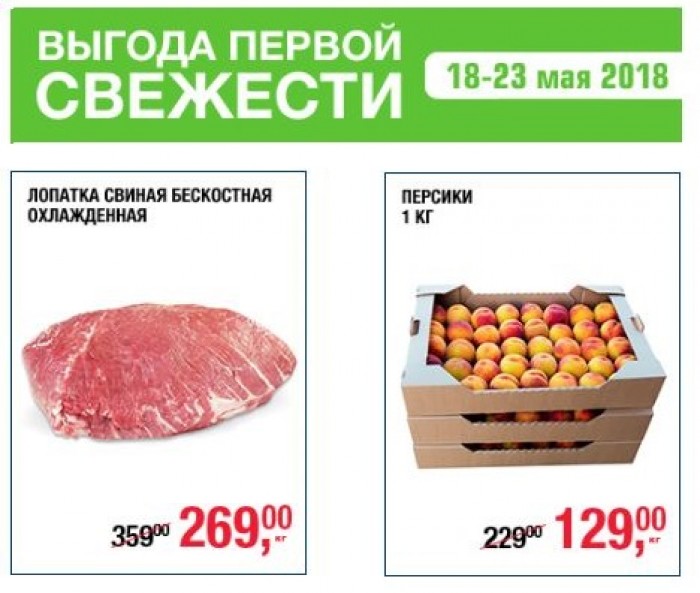 ВЫГОДА ПЕРВОЙ
СВЕЖЕСТИ
18-23 мая 2018
ЛОПАТКА СВИНАЯ БЕСКОСТНАЯ
ОХЛАЖДЕННАЯ
359⁰⁰ 269,⁰⁰ кг
ПЕРСИКИ
1 КГ
229⁰⁰ 129,⁰⁰ кг